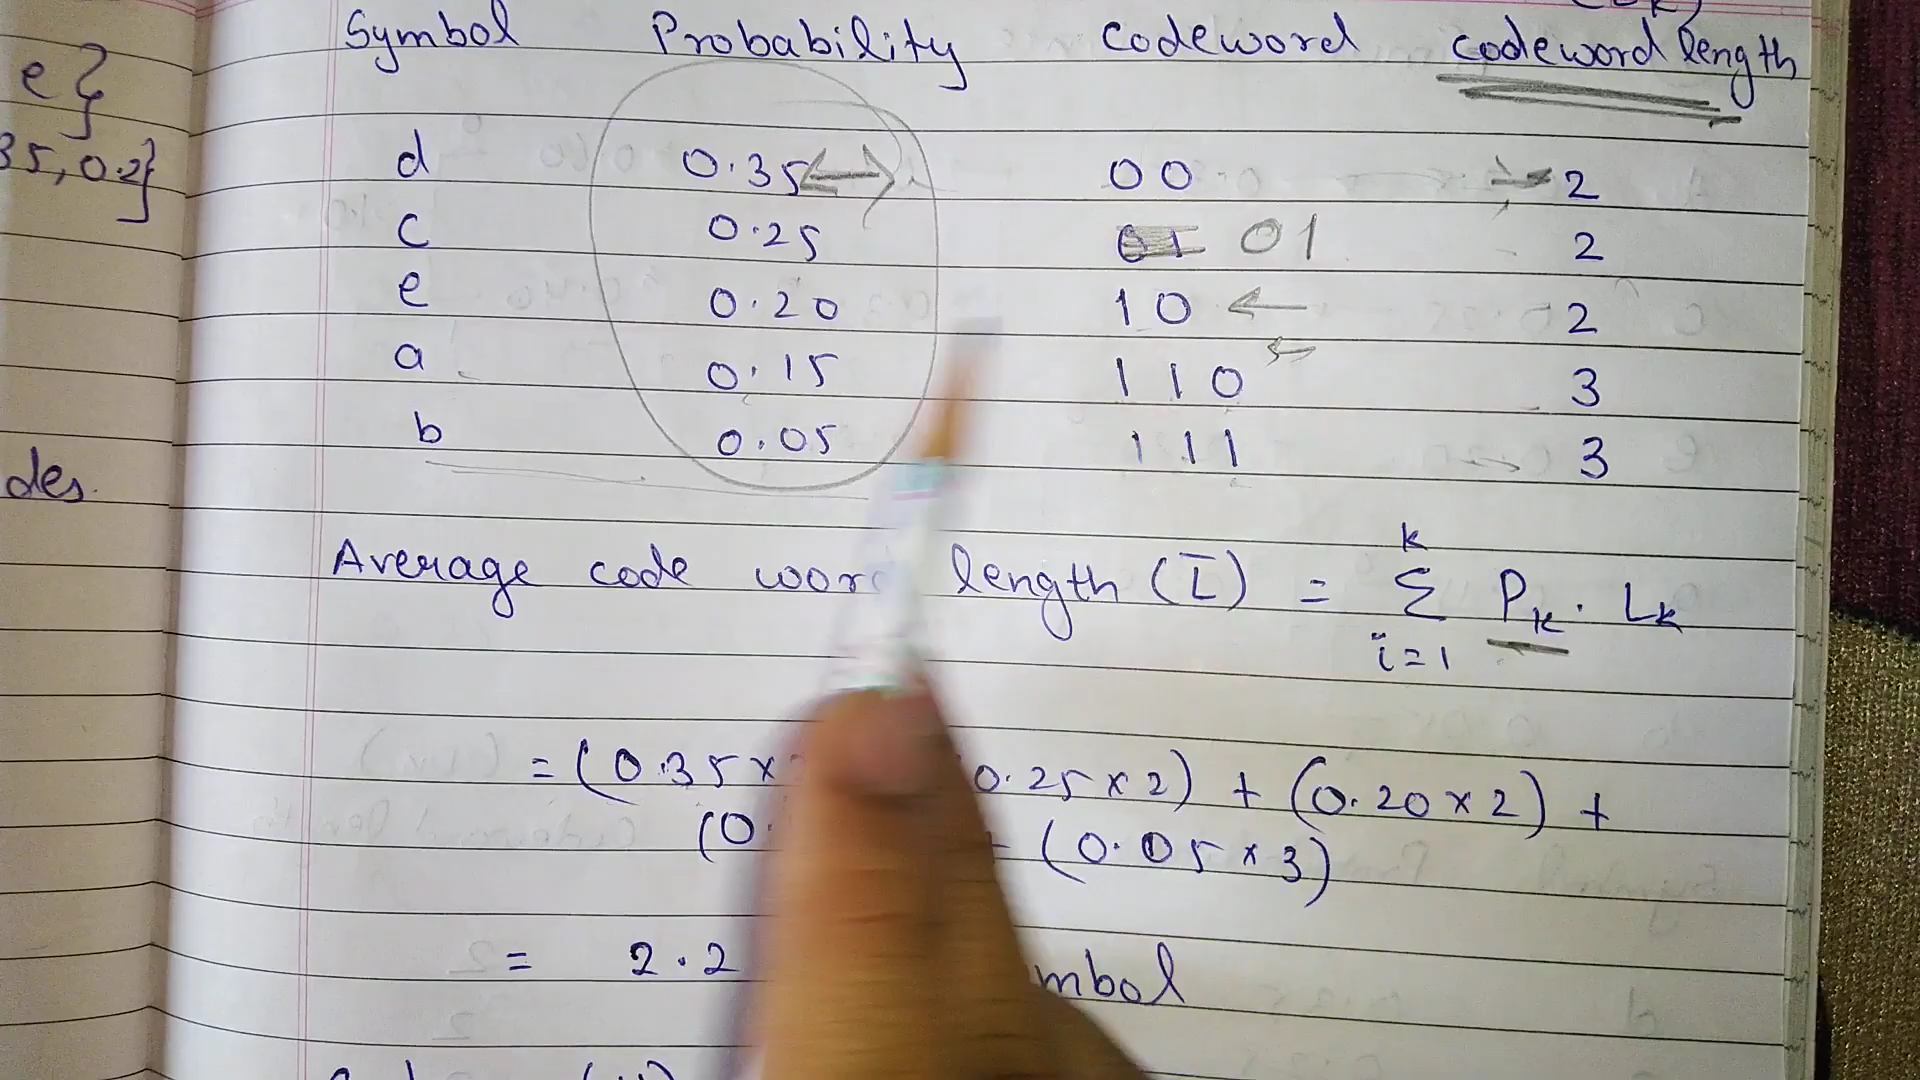 Symbol Probability Codeword codeword length
e}
35, 0.2}
d 0.35 00 2
c 0.25 01 01 2
e 0.20 10 2
a 0.15 110 3
b 0.05 111 3
des.
Average code word length (L̅) = k Σ i=1 Pk . Lk
= (0.35 × 0.25 × 2) + (0.20 × 2) +
(0. (0.05 × 3)
= 2.2 mbol